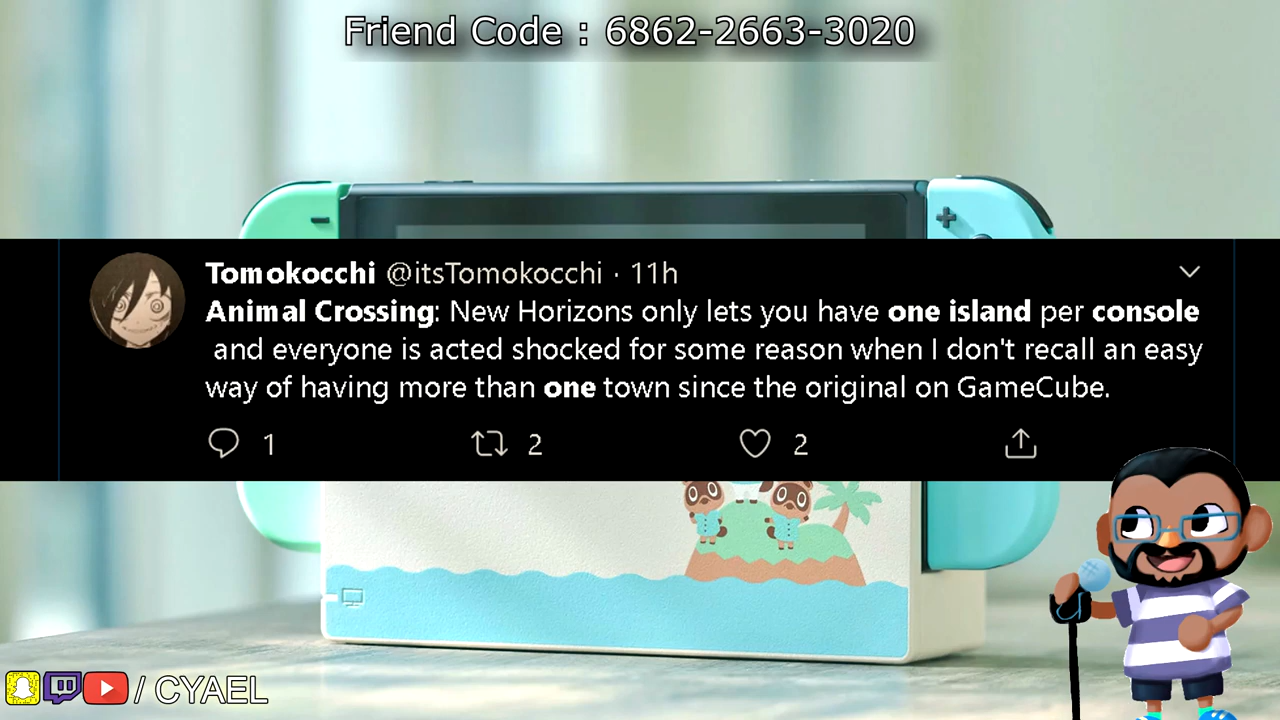 Friend Code : 6862-2663-3020
Tomokocchi @itsTomokocchi · 11h
Animal Crossing: New Horizons only lets you have one island per console
and everyone is acted shocked for some reason when I don't recall an easy
way of having more than one town since the original on GameCube.
1 2 2
/ CYAEL